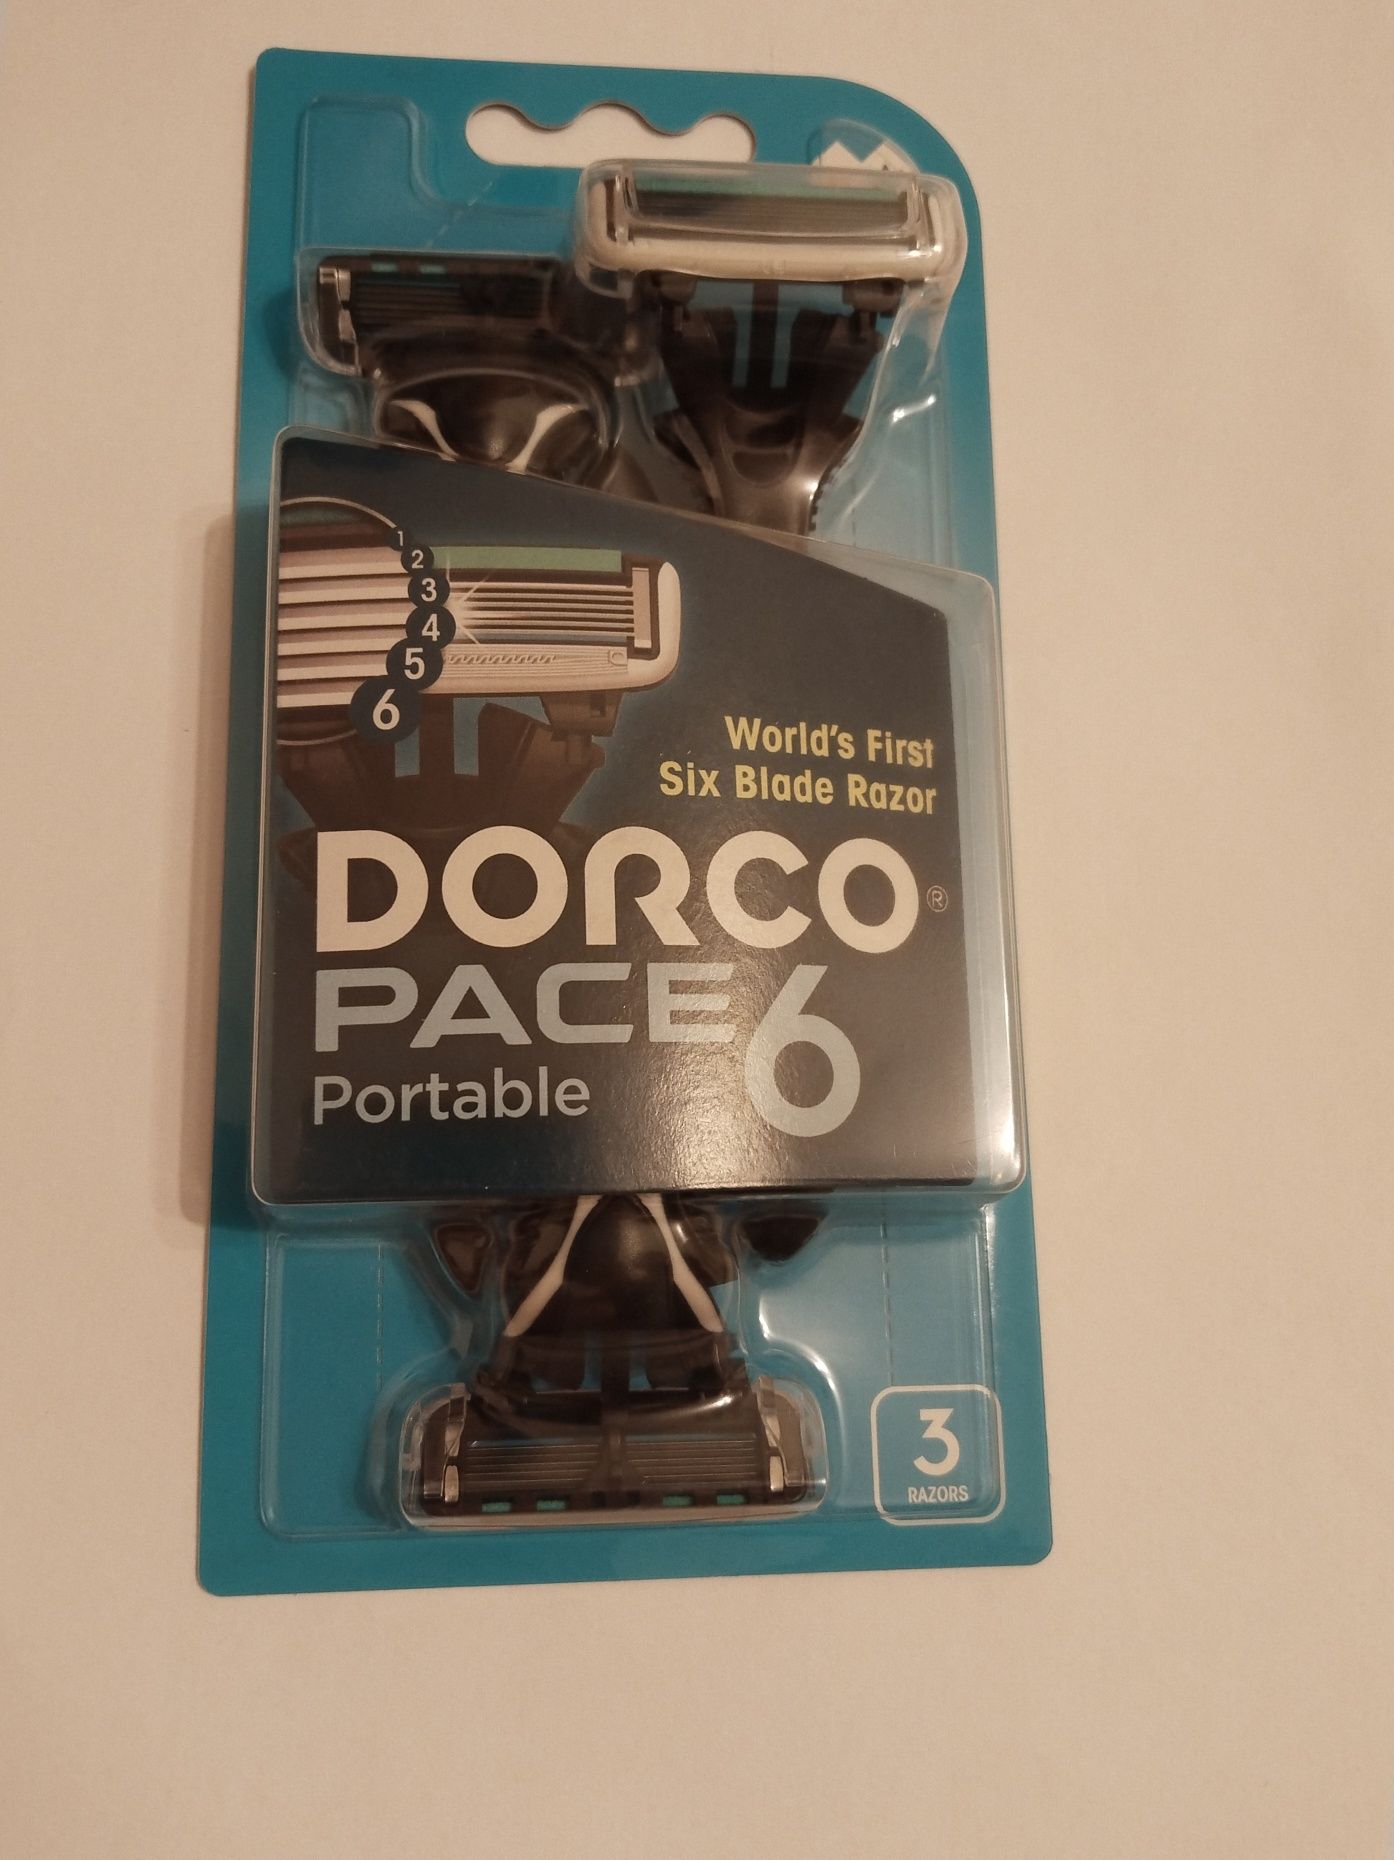 1
2
3
4
5
6
World's First
Six Blade Razor
DORCO®
PACE 6
Portable
3
RAZORS